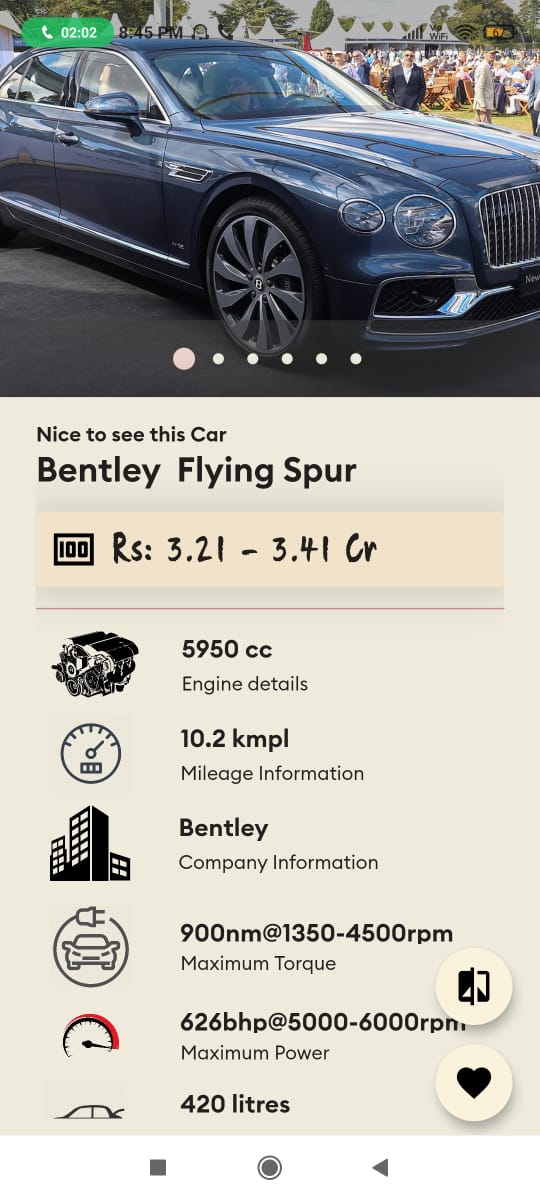 02:02 8:45 PM WiFi 67
New
Nice to see this Car
Bentley Flying Spur
100 Rs: 3.21 - 3.41 Cr
5950 cc
Engine details
10.2 kmpl
Mileage Information
Bentley
Company Information
900nm@1350-4500rpm
Maximum Torque
626bhp@5000-6000rpm
Maximum Power
420 litres